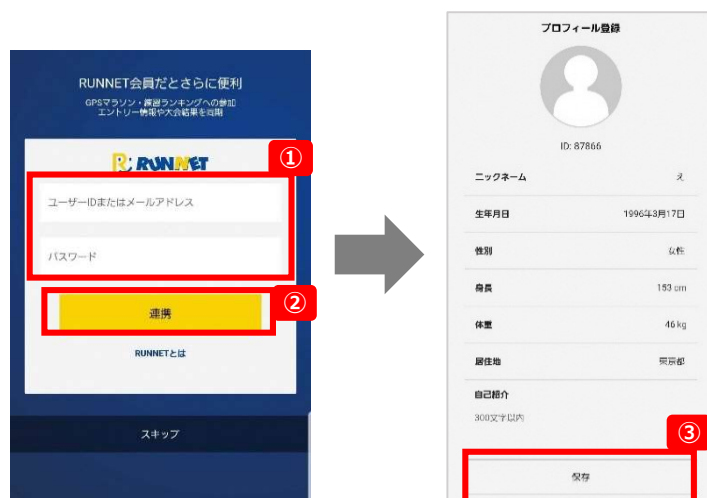 RUNNET会員だとさらに便利
GPSマラソン・練習ランキングへの参加
エントリー情報や大会結果を同期
RUNNET
①
ユーザーIDまたはメールアドレス
パスワード
②
連携
RUNNETとは
スキップ
プロフィール登録
ID: 87866
ニックネーム え
生年月日 1996年3月17日
性別 女性
身長 153 cm
体重 46 kg
居住地 東京都
自己紹介
300文字以内
③
保存